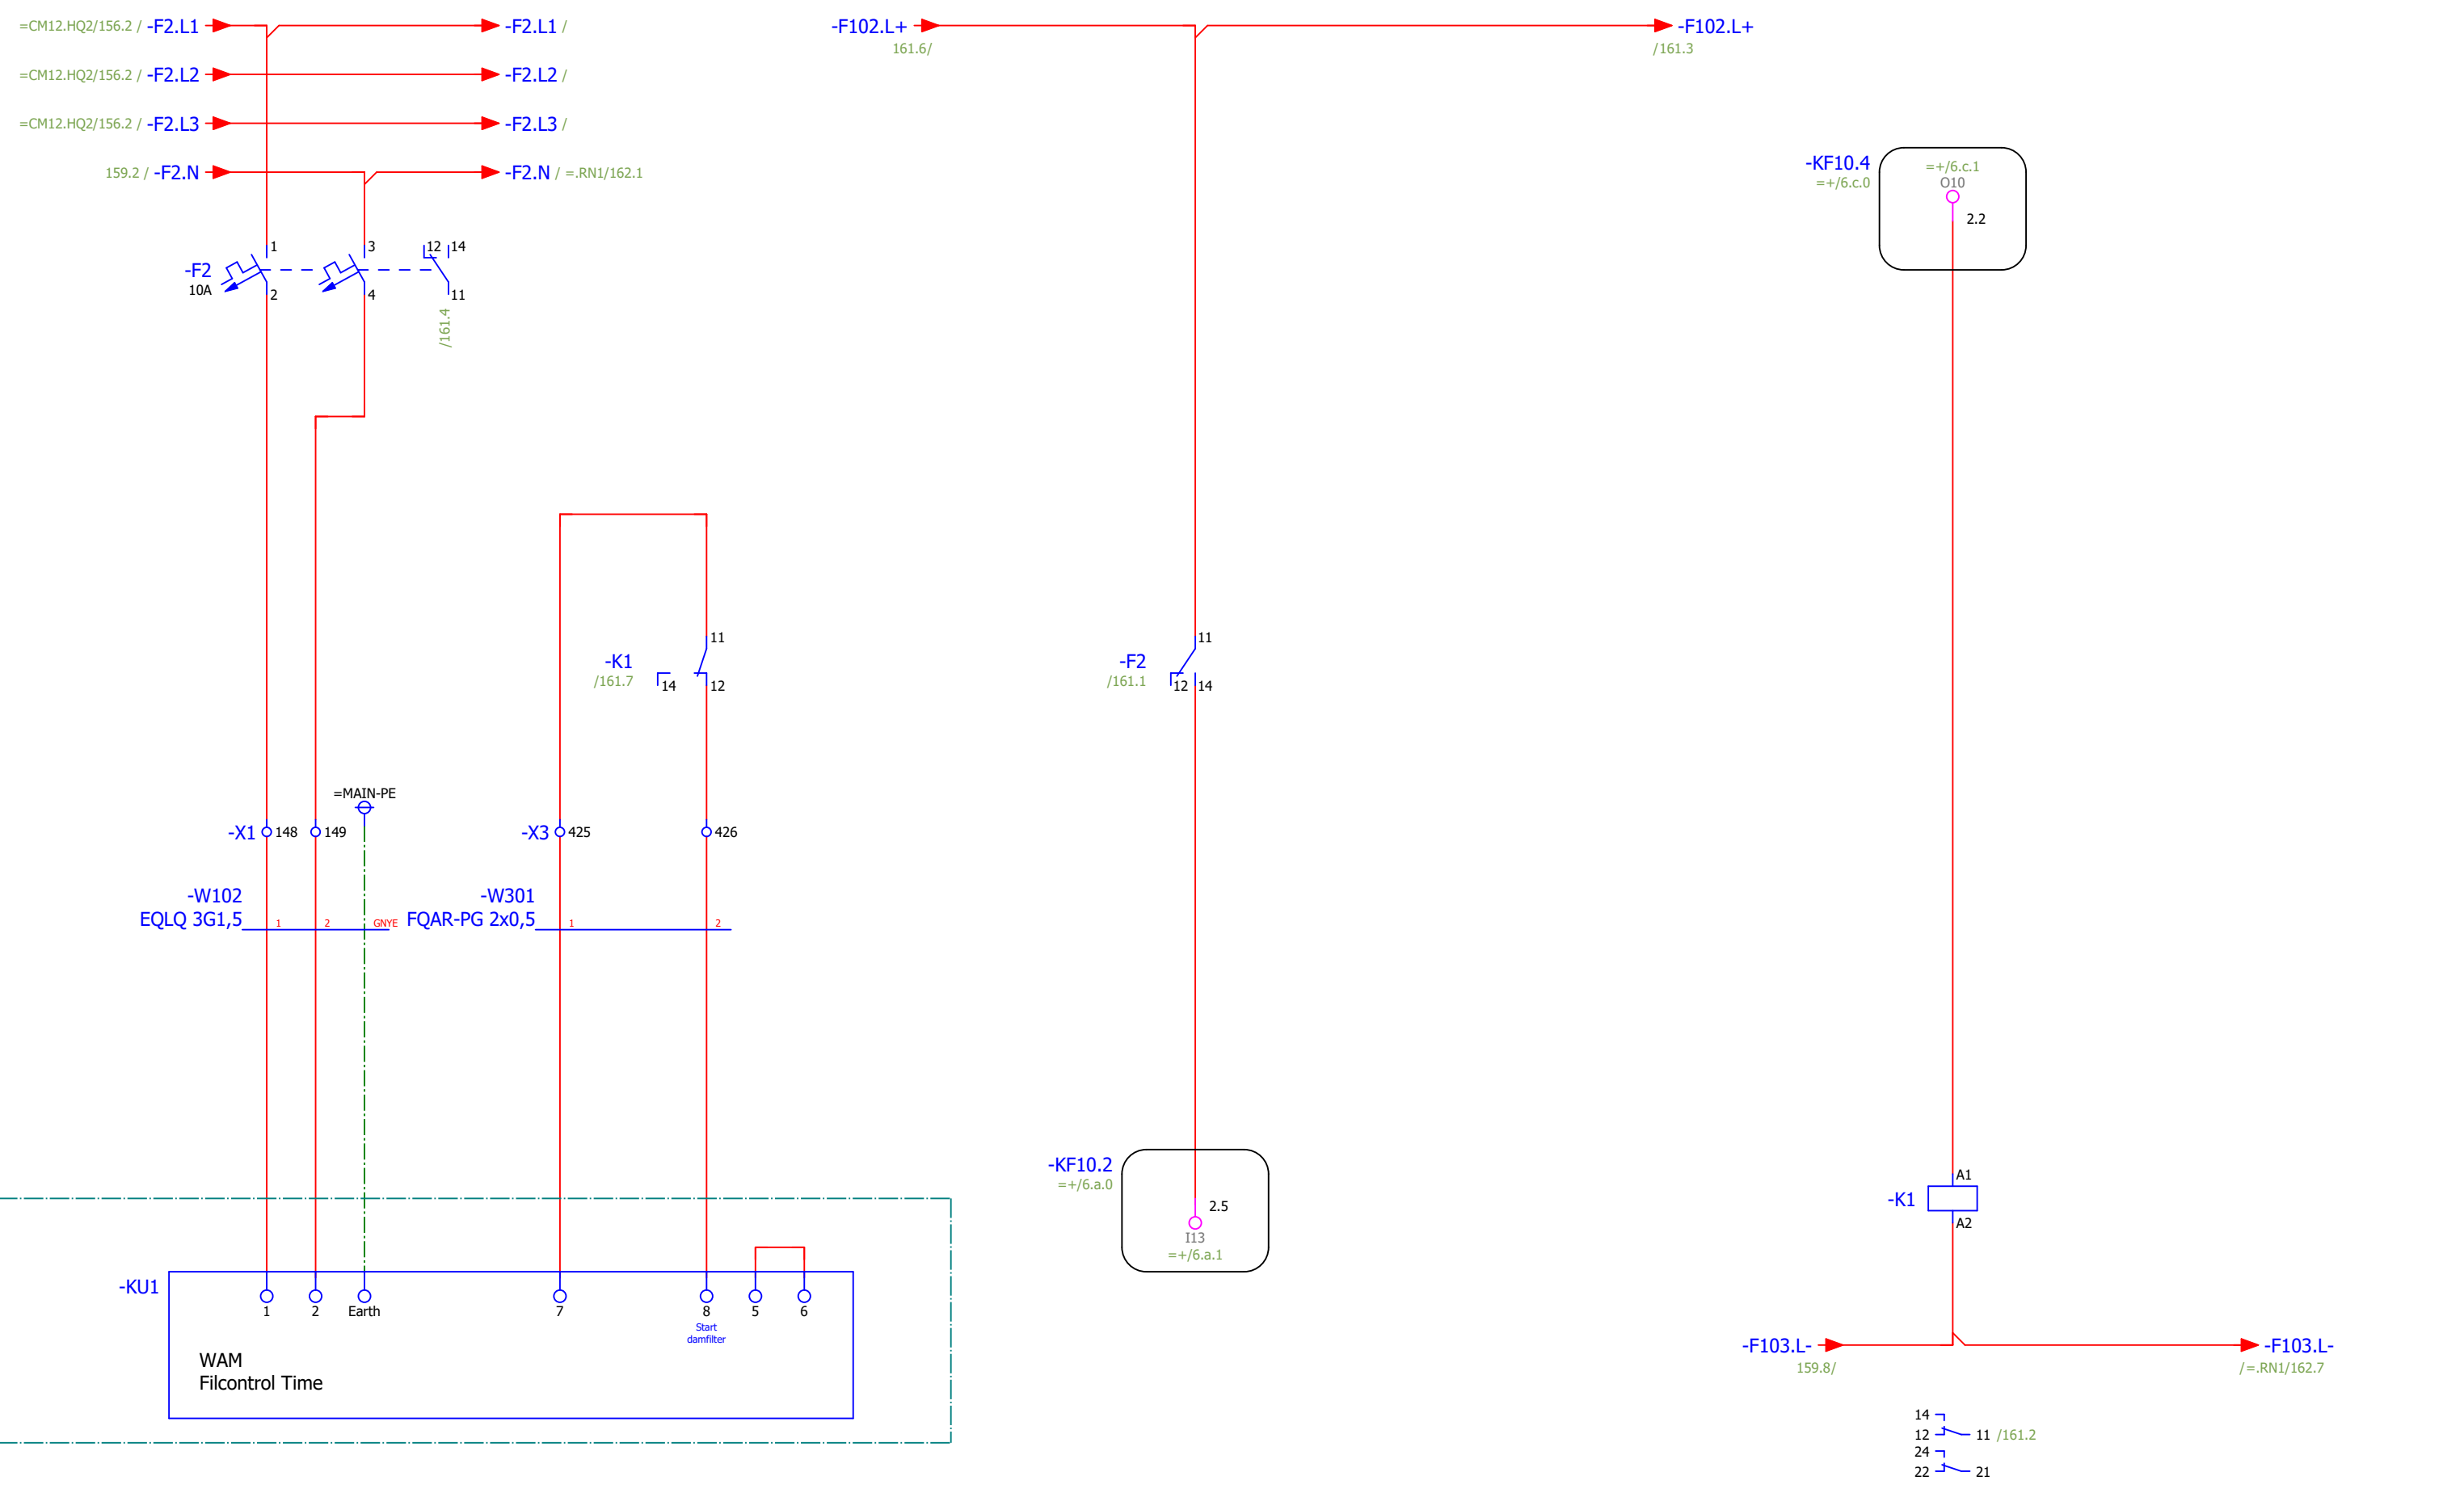 =CM12.HQ2/156.2 / -F2.L1
-F2.L1 /
-F102.L+
161.6/
-F102.L+
/161.3
=CM12.HQ2/156.2 / -F2.L2
-F2.L2 /
=CM12.HQ2/156.2 / -F2.L3
-F2.L3 /
159.2 / -F2.N
-F2.N / =.RN1/162.1
-KF10.4
=+/6.c.0
=+/6.c.1
O10
2.2
-F2
10A
1
2
3
4
12
14
11
/161.4
-K1
/161.7
11
14
12
-F2
/161.1
11
12
14
=MAIN-PE
-X1
148
149
-X3
425
426
-W102
EQLQ 3G1,5
1
2
GNYE
-W301
FQAR-PG 2x0,5
1
2
-KF10.2
=+/6.a.0
2.5
I13
=+/6.a.1
-K1
A1
A2
-KU1
1
2
Earth
7
8
5
6
Start
damfilter
WAM
Filcontrol Time
-F103.L-
159.8/
-F103.L-
/=.RN1/162.7
14
12
11 /161.2
24
22
21